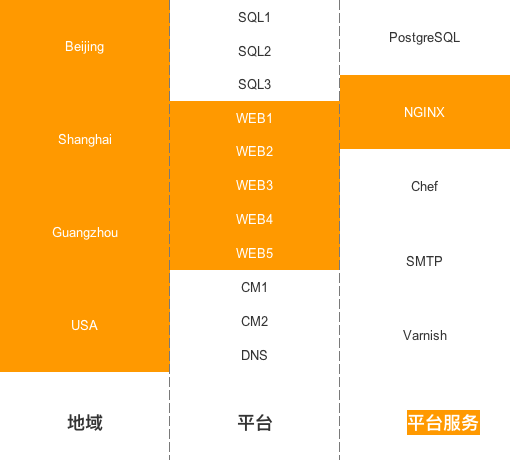 Beijing
Shanghai
Guangzhou
USA
地域
SQL1
SQL2
SQL3
WEB1
WEB2
WEB3
WEB4
WEB5
CM1
CM2
DNS
平台
PostgreSQL
NGINX
Chef
SMTP
Varnish
平台服务